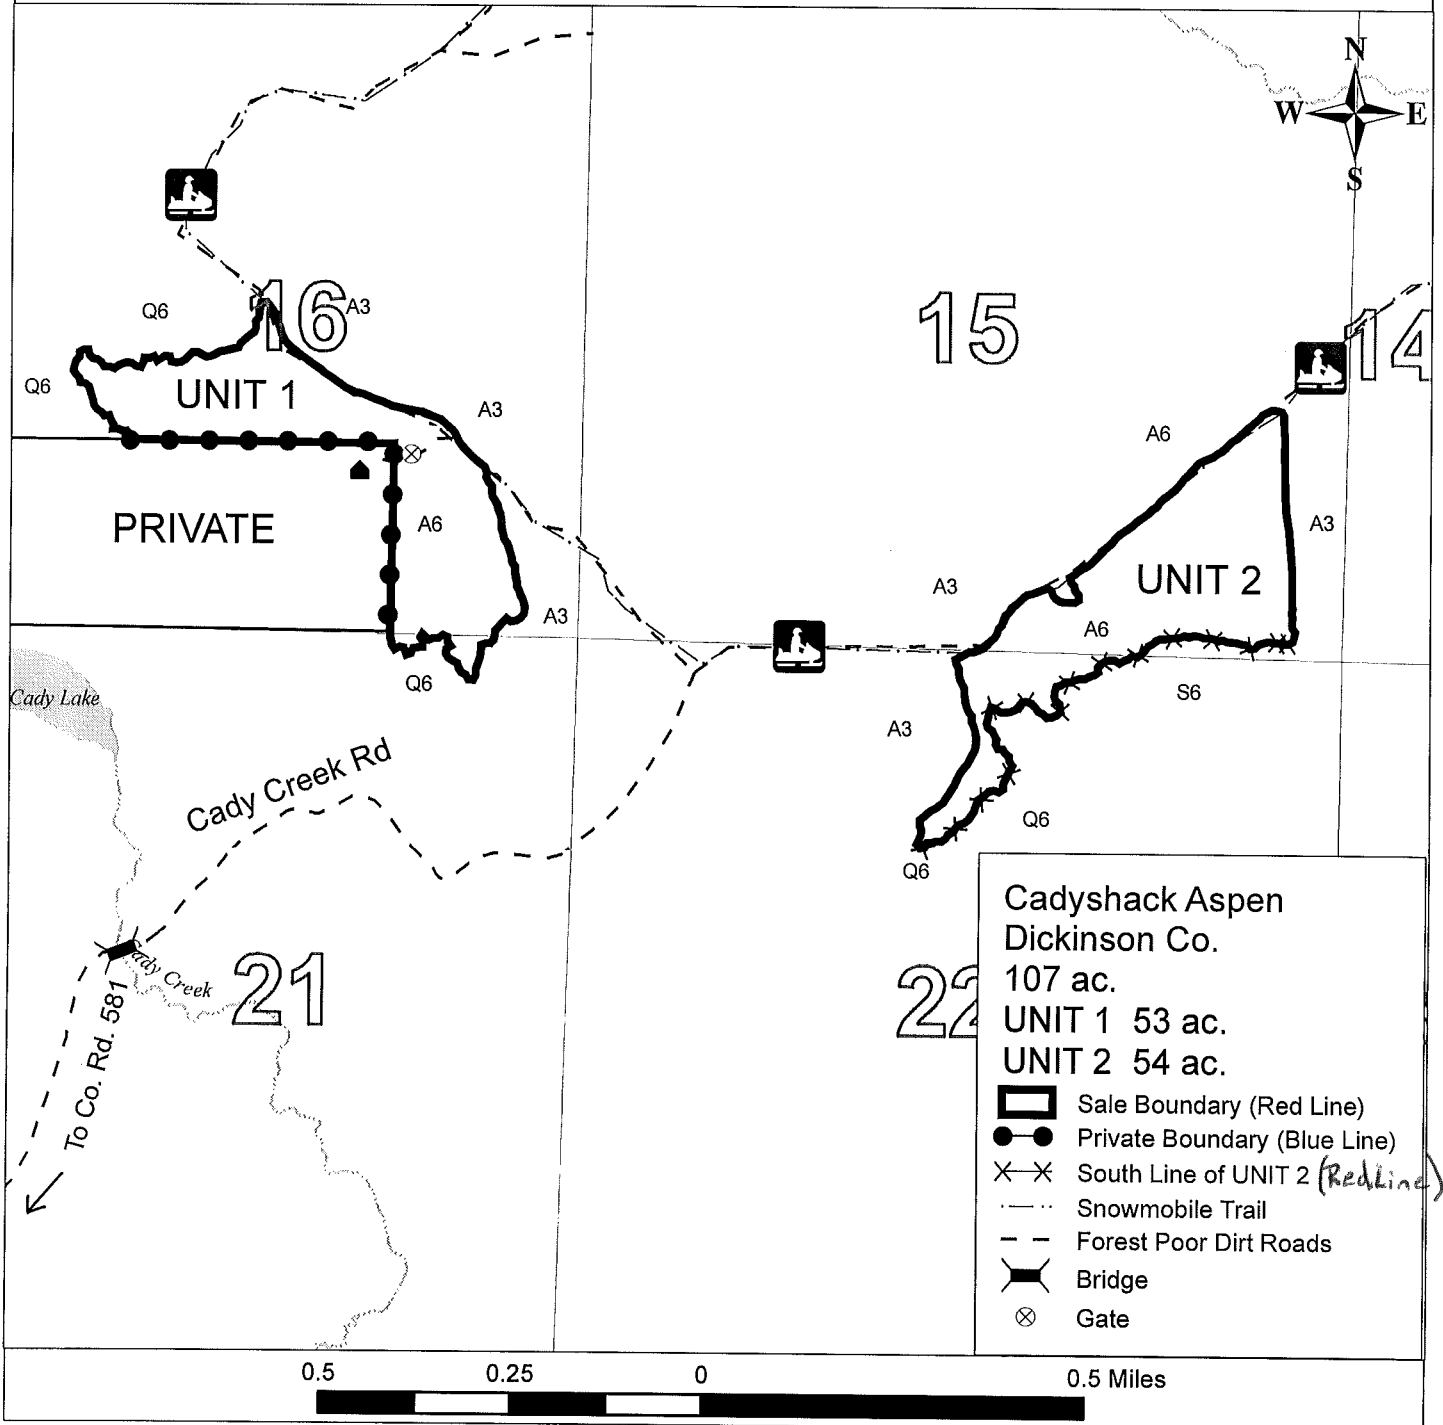 N
W E
S
16
Q6
A3
15
14
Q6
UNIT 1
A3
A6
PRIVATE
A6
A3
A3
UNIT 2
A3
A6
Q6
S6
Cady Lake
A3
Cady Creek Rd
Q6
Q6
Cady Creek
21
22
To Co. Rd. 581
Cadyshack Aspen
Dickinson Co.
107 ac.
UNIT 1 53 ac.
UNIT 2 54 ac.
Sale Boundary (Red Line)
Private Boundary (Blue Line)
South Line of UNIT 2 (Red Line)
Snowmobile Trail
Forest Poor Dirt Roads
Bridge
Gate
0.5 0.25 0 0.5 Miles